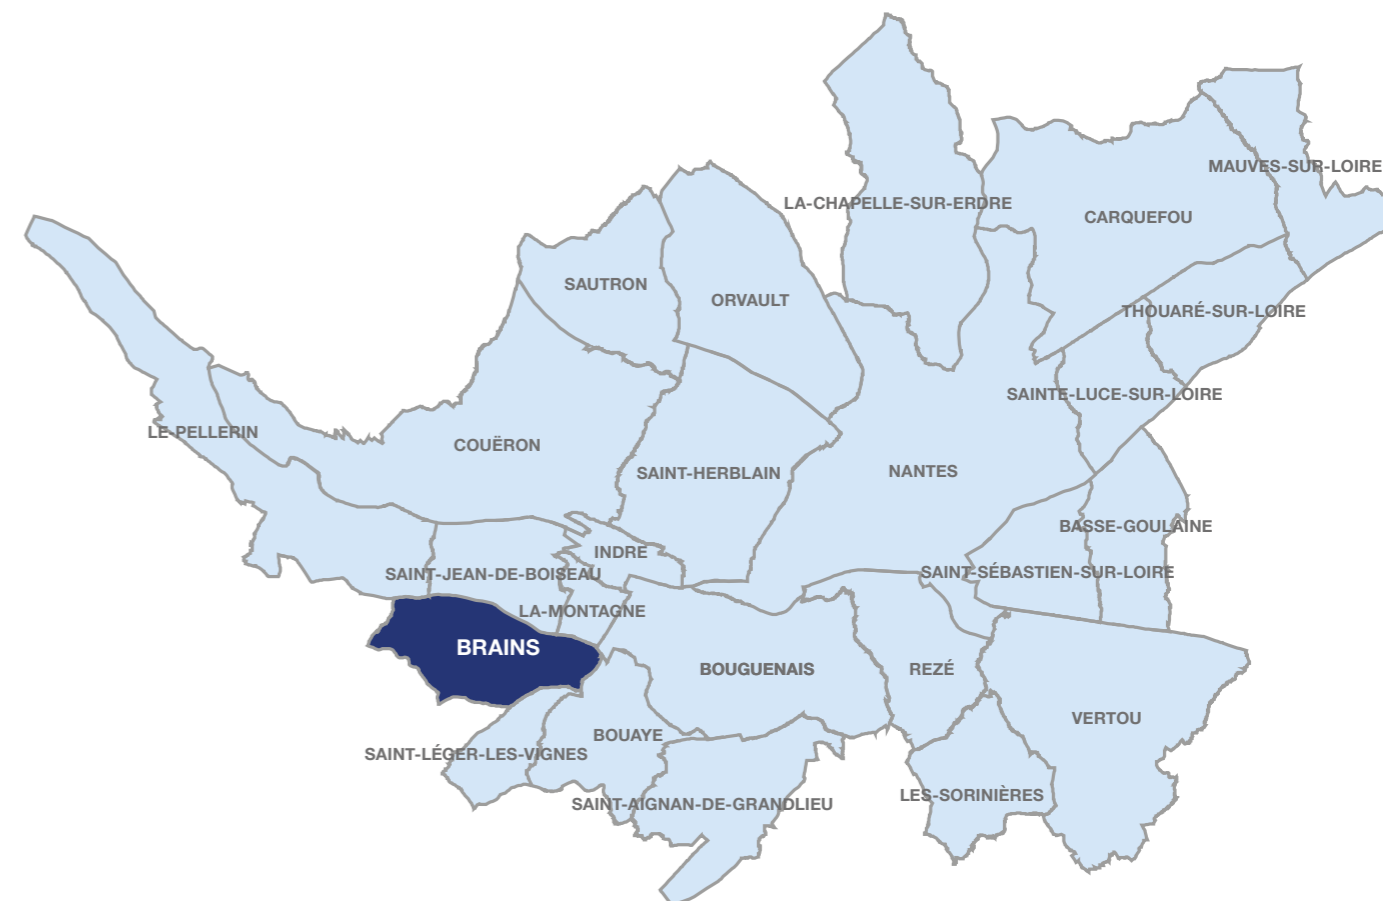 MAUVES-SUR-LOIRE
LA-CHAPELLE-SUR-ERDRE
CARQUEFOU
SAUTRON
ORVAULT
THOUARÉ-SUR-LOIRE
SAINTE-LUCE-SUR-LOIRE
LE-PELLERIN
COUËRON
SAINT-HERBLAIN
NANTES
BASSE-GOULAINE
INDRE
SAINT-JEAN-DE-BOISEAU
SAINT-SÉBASTIEN-SUR-LOIRE
LA-MONTAGNE
BRAINS
BOUGUENAIS
REZÉ
VERTOU
BOUAYE
SAINT-LÉGER-LES-VIGNES
LES-SORINIÈRES
SAINT-AIGNAN-DE-GRANDLIEU